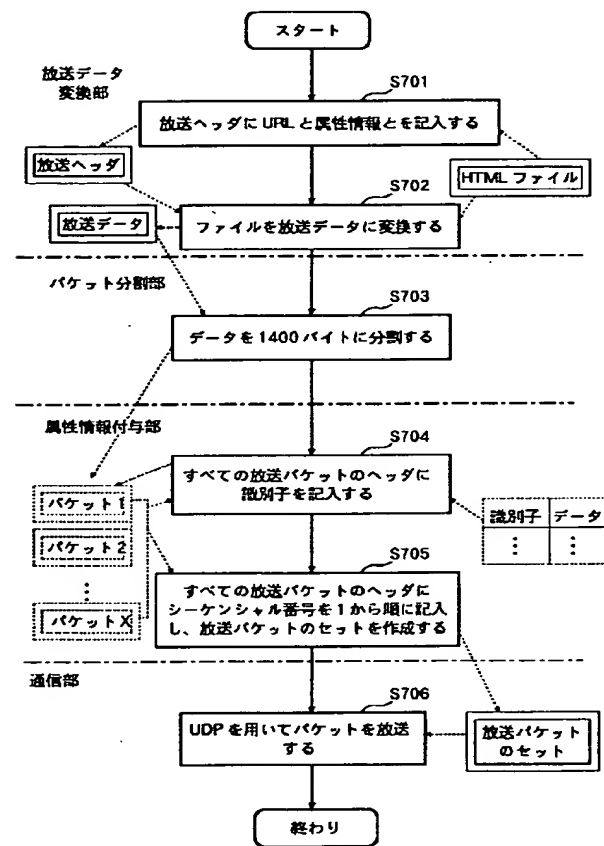 スタート
放送データ
変換部
S701
放送ヘッダにURLと属性情報とを記入する
放送ヘッダ
HTMLファイル
S702
放送データ
ファイルを放送データに変換する
パケット分割部
S703
データを1400バイトに分割する
属性情報付与部
S704
すべての放送パケットのヘッダに
識別子を記入する
パケット1
識別子 データ
パケット2
S705
すべての放送パケットのヘッダに
シーケンシャル番号を1から順に記入
し、放送パケットのセットを作成する
パケットX
通信部
S706
UDPを用いてパケットを放送
する
放送パケット
のセット
終わり